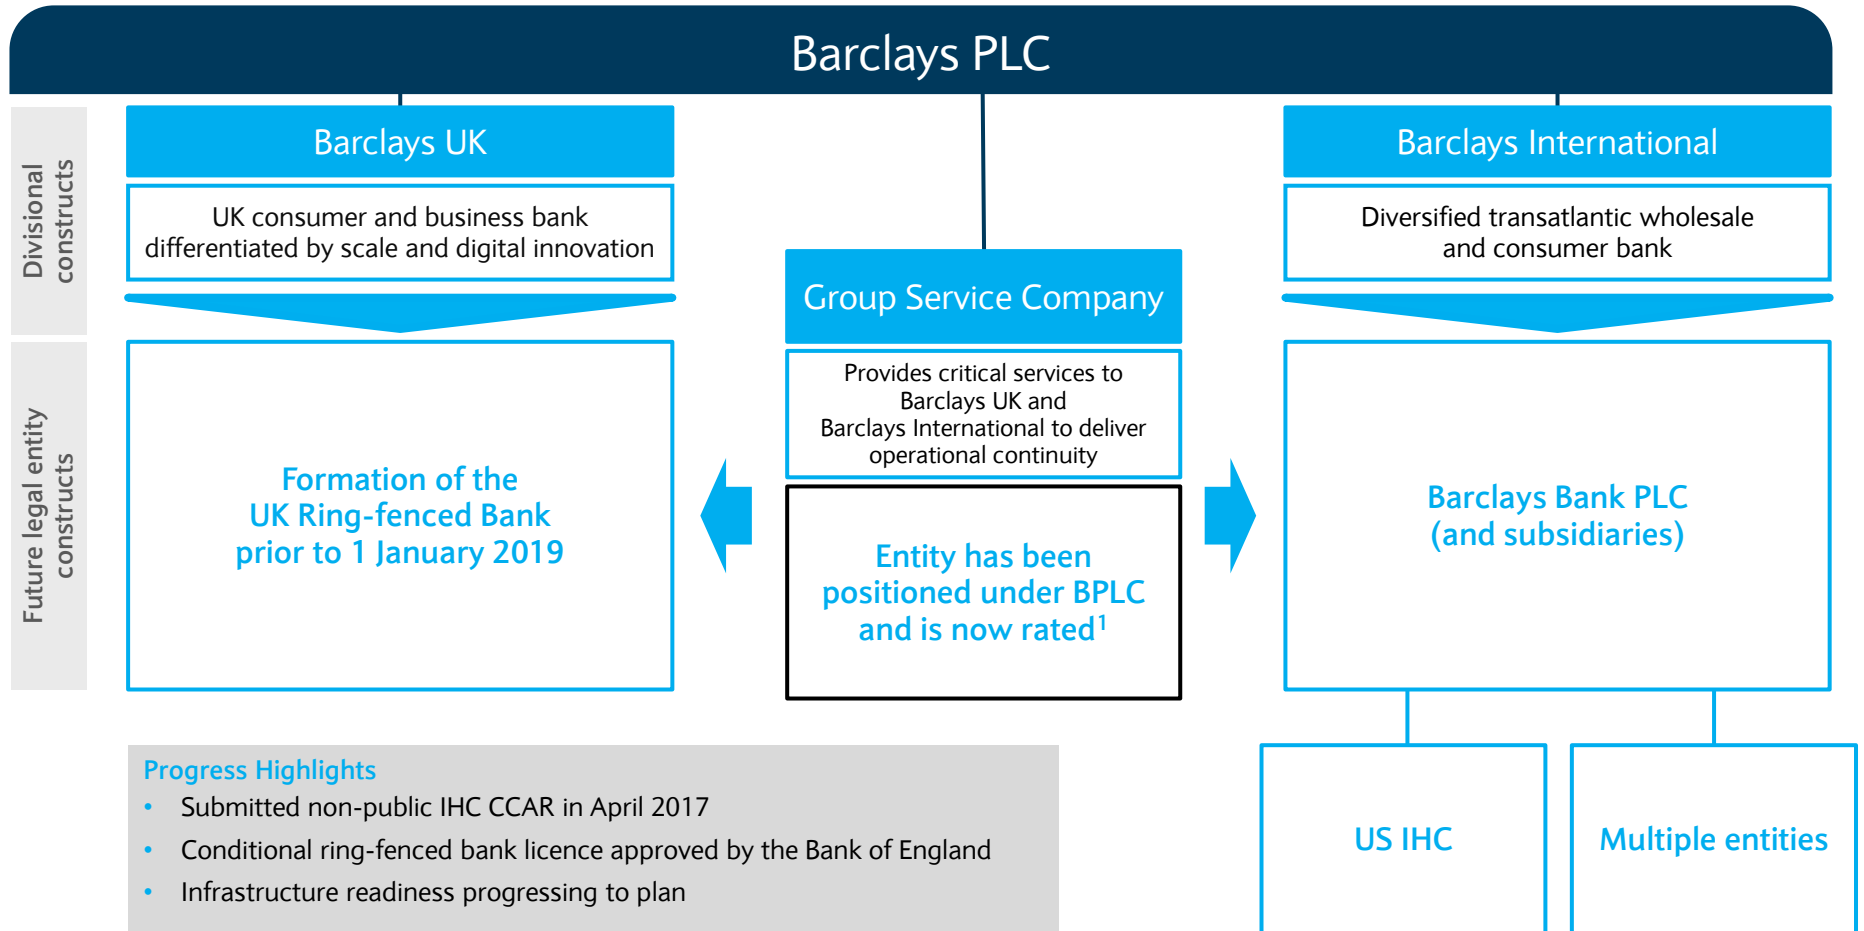 Barclays PLC
Divisional
constructs
Barclays UK
UK consumer and business bank
differentiated by scale and digital innovation
Barclays International
Diversified transatlantic wholesale
and consumer bank
Group Service Company
Provides critical services to
Barclays UK and
Barclays International to deliver
operational continuity
Future legal entity
constructs
Formation of the
UK Ring-fenced Bank
prior to 1 January 2019
Entity has been
positioned under BPLC
and is now rated¹
Barclays Bank PLC
(and subsidiaries)
US IHC
Multiple entities
Progress Highlights
• Submitted non-public IHC CCAR in April 2017
• Conditional ring-fenced bank licence approved by the Bank of England
• Infrastructure readiness progressing to plan